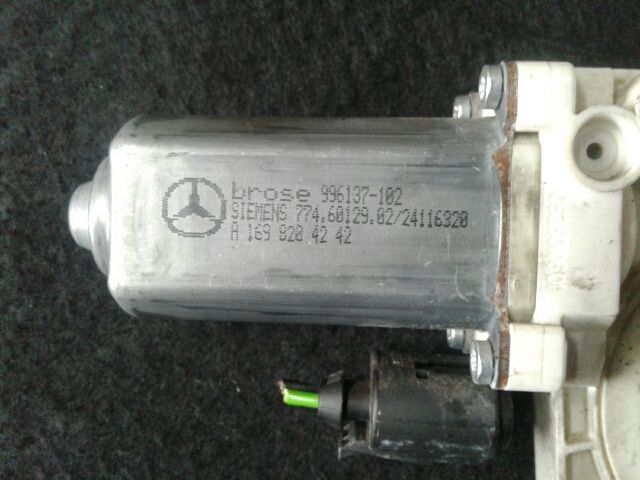 brose 996137-102
SIEMENS 774.60129.02/24116320
A 169 820 42 42